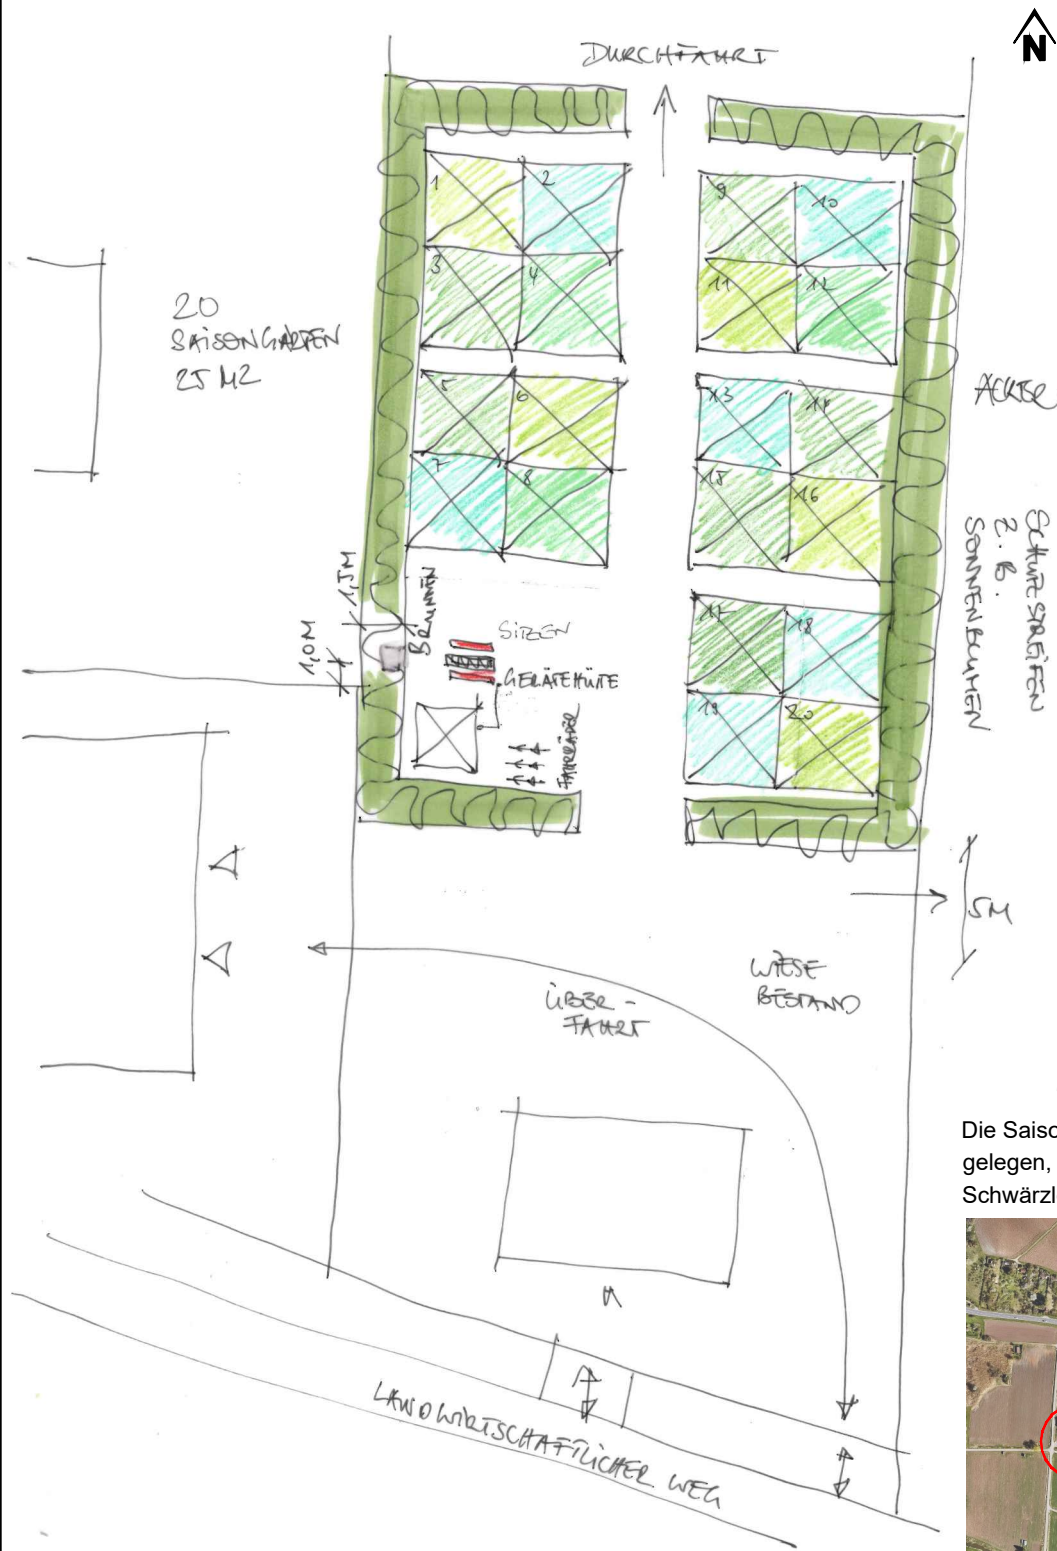 N
DURCHFAHRT
1
2
3
4
5
6
7
8
9
10
11
12
13
14
15
16
17
18
19
20
20
SAISONGÄRTEN
25 M2
ACKER
SCHUTZSTREIFEN
Z.B.
SONNENBLUMEN
1,5M
1,0M
BRUNNEN
SITZEN
GERÄTEHÜTTE
FAHRRÄDER
5M
WIESE
BESTAND
ÜBER-
FAHRT
LANDWIRTSCHAFTLICHER WEG
Die Saiso
gelegen,
Schwärzl